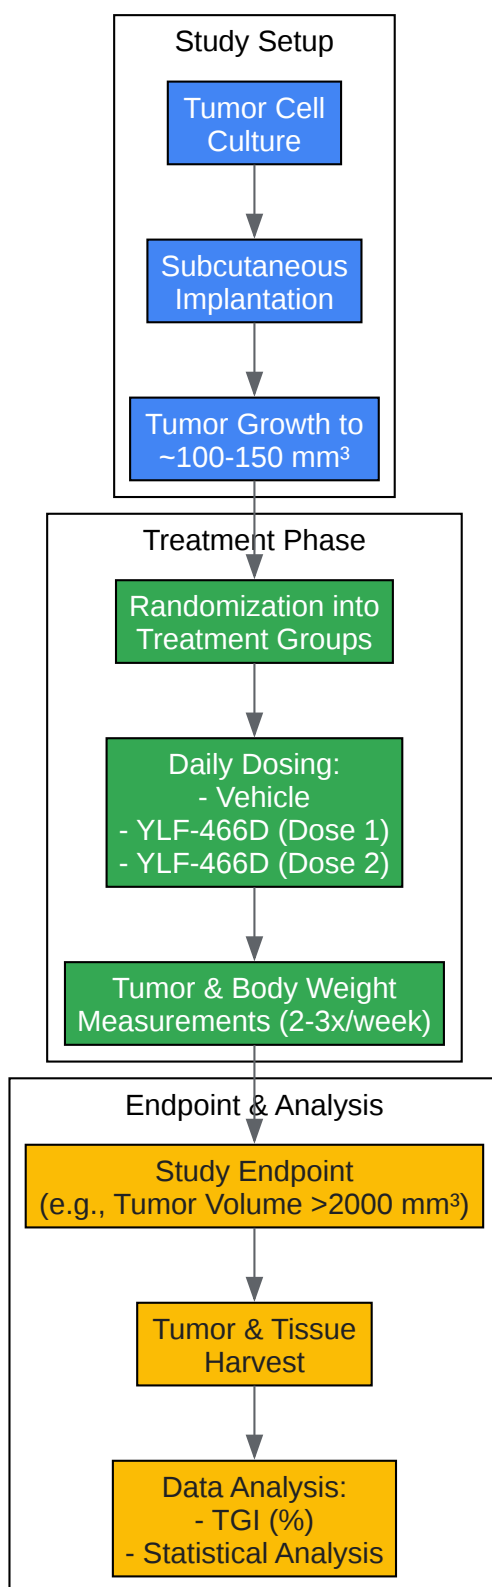 Study Setup
Tumor Cell
Culture
Subcutaneous
Implantation
Tumor Growth to
~100-150 mm³
Treatment Phase
Randomization into
Treatment Groups
Daily Dosing:
- Vehicle
- YLF-466D (Dose 1)
- YLF-466D (Dose 2)
Tumor & Body Weight
Measurements (2-3x/week)
Endpoint & Analysis
Study Endpoint
(e.g., Tumor Volume >2000 mm³)
Tumor & Tissue
Harvest
Data Analysis:
- TGI (%)
- Statistical Analysis